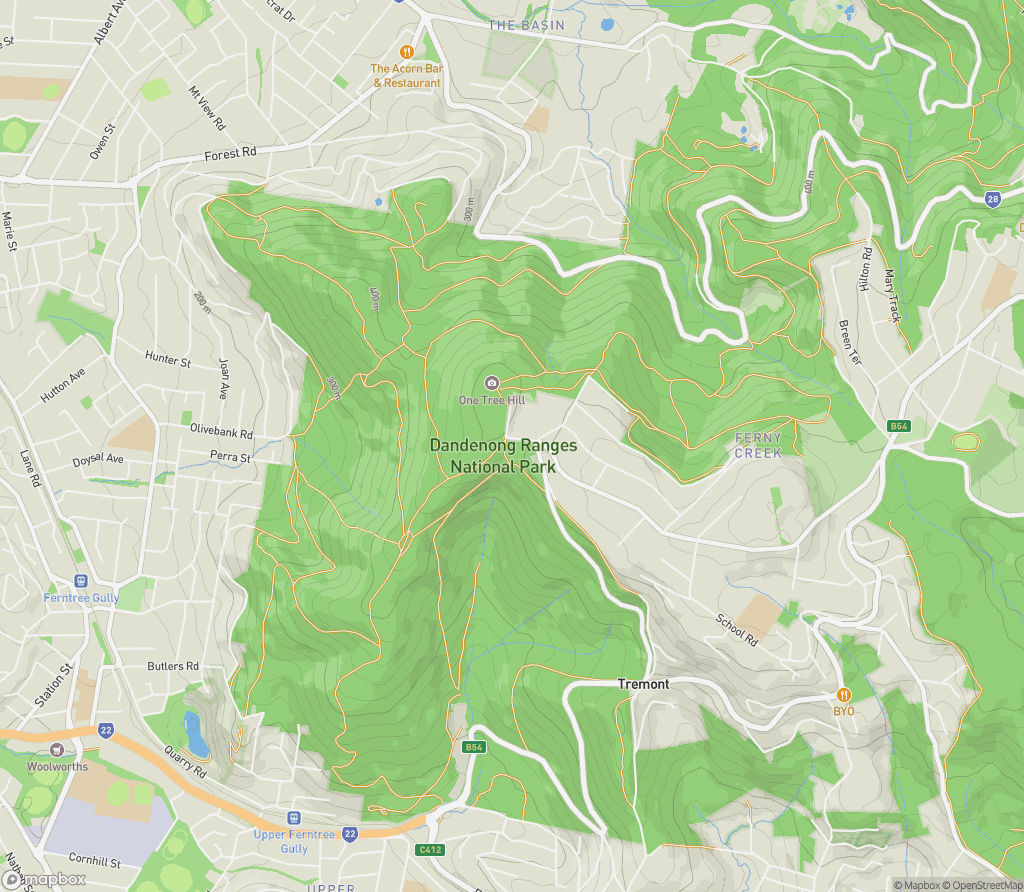 crat Dr
THE BASIN
Albert Ave
e St
The Acorn Bar
& Restaurant
Mt View Rd
Owen St
Forest Rd
400 m
28
300 m
Marie St
D
Hilton Rd
Mary Track
200 m
400 m
Breen Ter
Hunter St
Joan Ave
Hutton Ave
300 m
One Tree Hill
B54
Olivebank Rd
Dandenong Ranges
National Park
FERNY
CREEK
Perra St
Doysal Ave
Lane Rd
Ferntree Gully
School Rd
Butlers Rd
Station St
Tremont
BYO
22
B54
Quarry Rd
Woolworths
Upper Ferntree
Gully
22
C412
Cornhill St
mapbox
UPPER
© Mapbox © OpenStreetMap